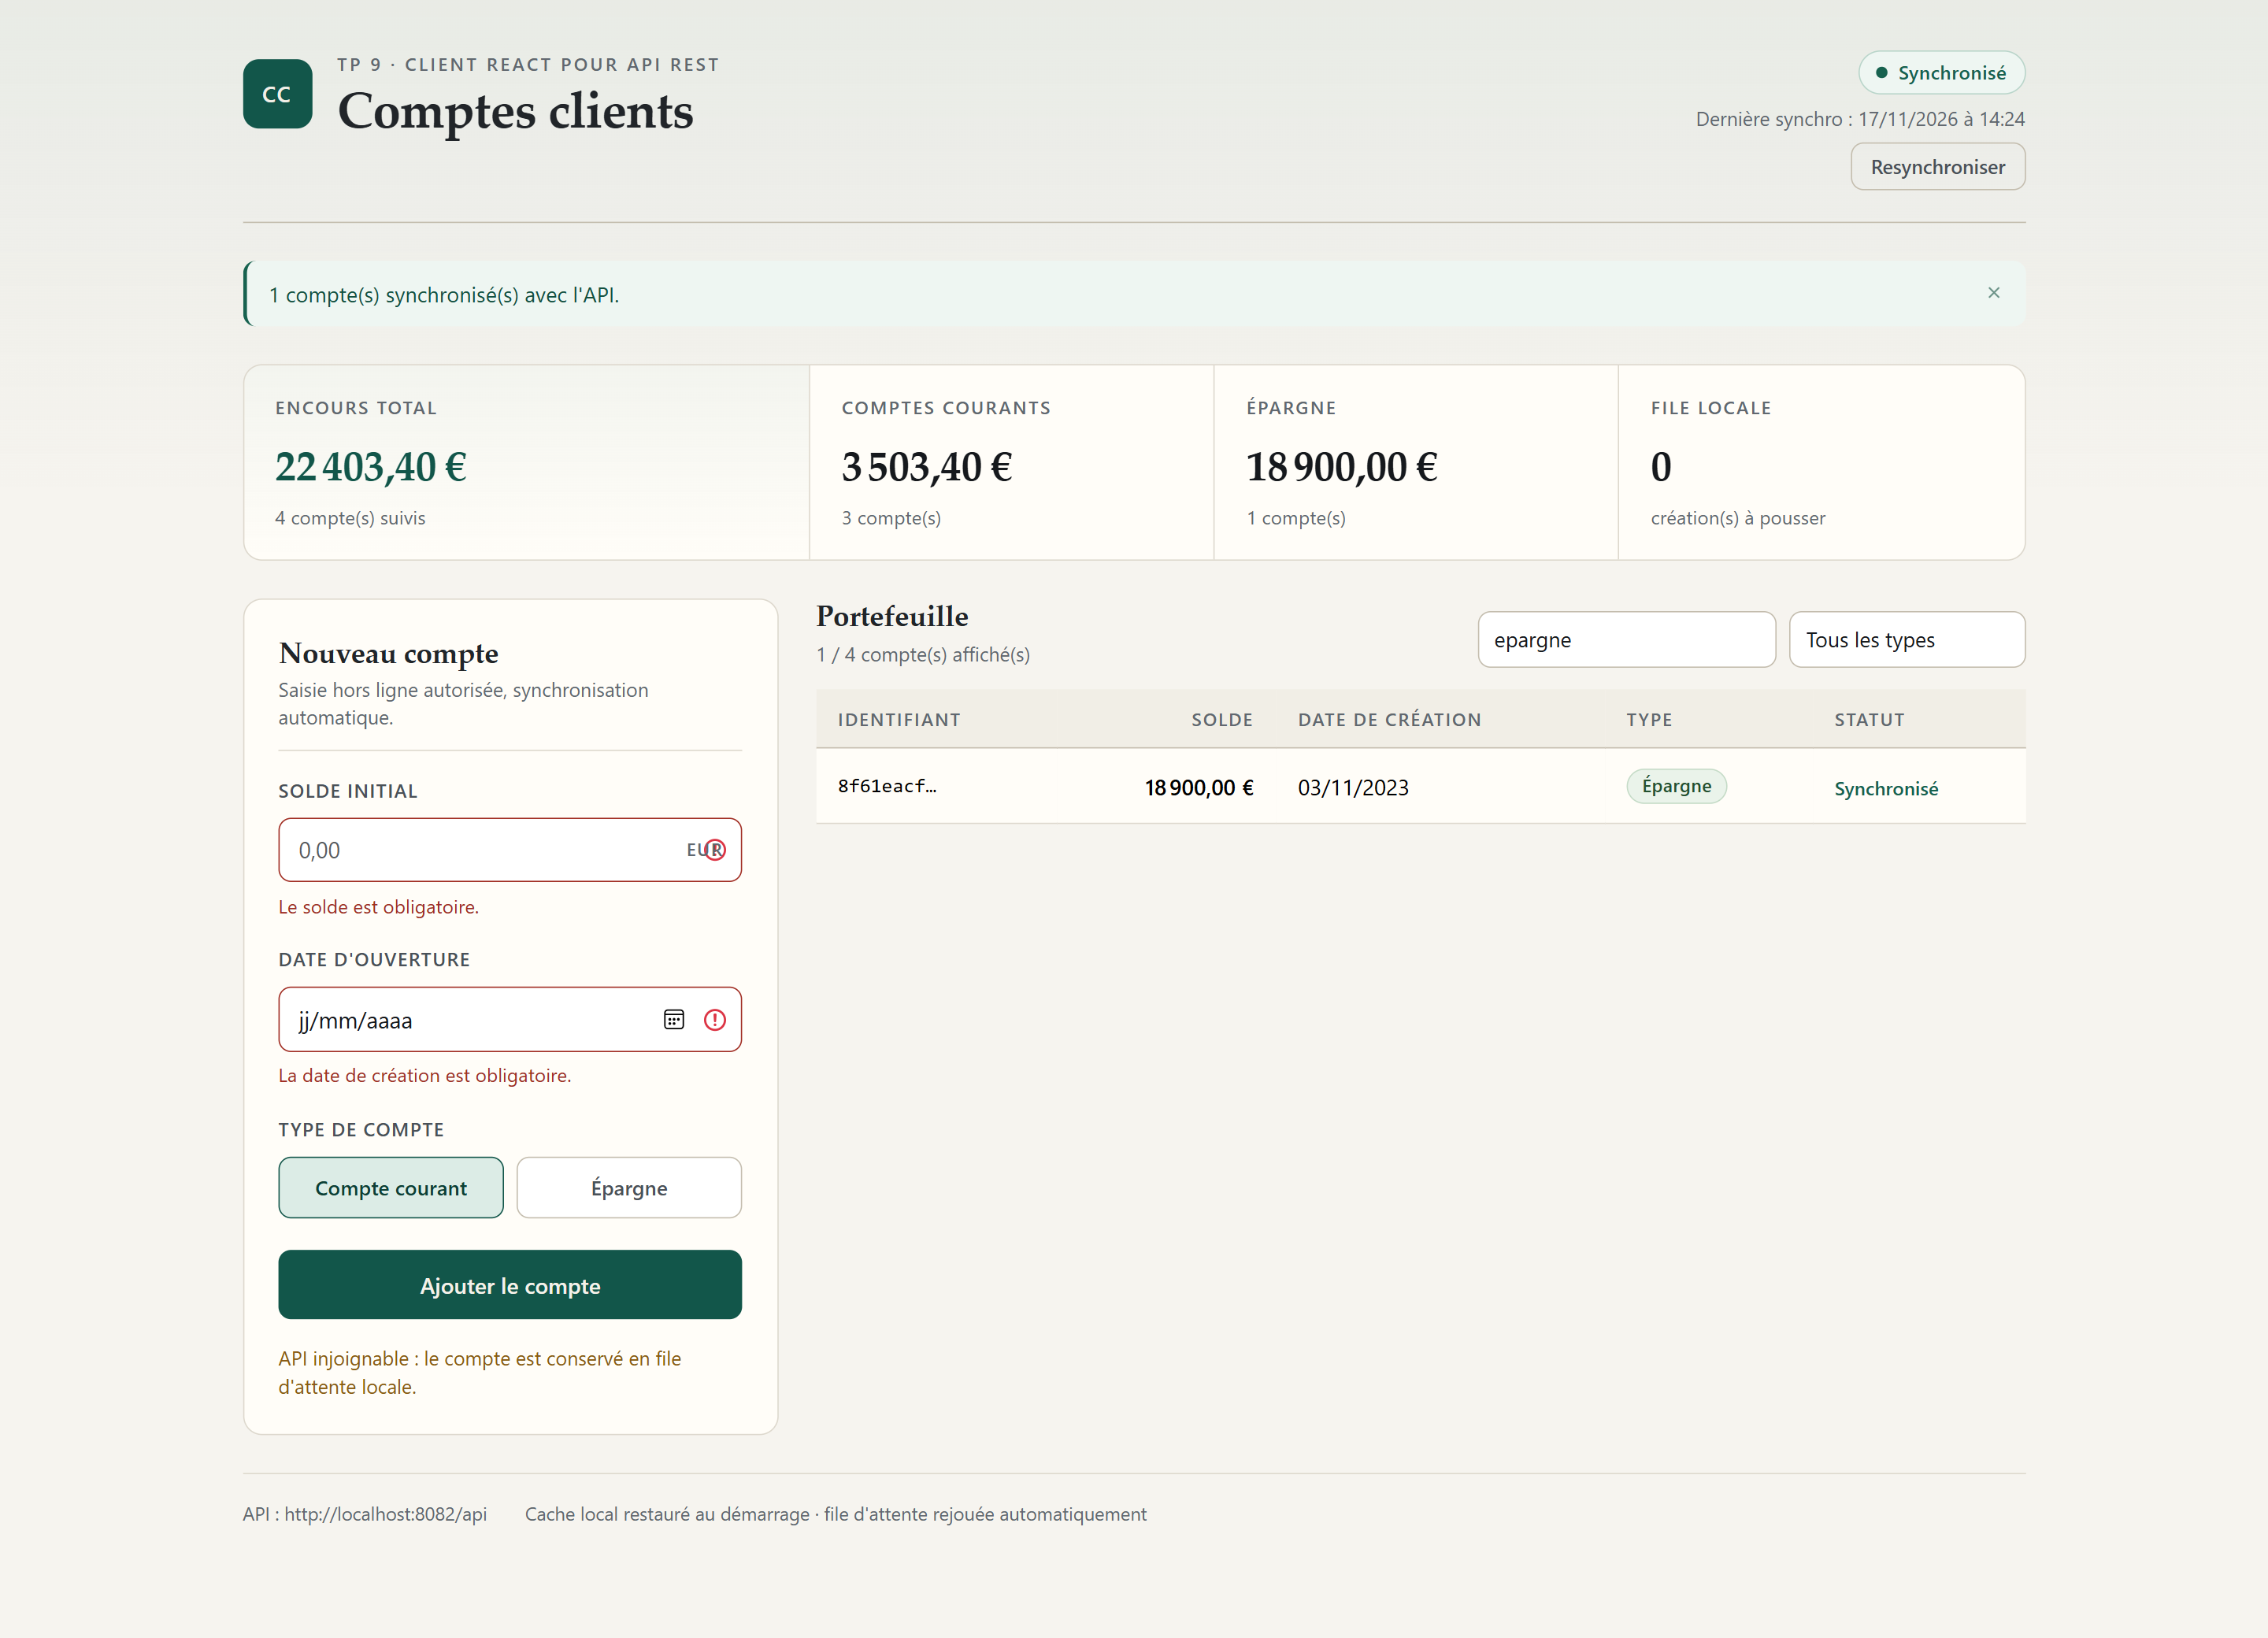 CC
TP 9 · CLIENT REACT POUR API REST
Comptes clients
Synchronisé
Dernière synchro : 17/11/2026 à 14:24
Resynchroniser
1 compte(s) synchronisé(s) avec l'API.
×
ENCOURS TOTAL
22 403,40 €
4 compte(s) suivis
COMPTES COURANTS
3 503,40 €
3 compte(s)
ÉPARGNE
18 900,00 €
1 compte(s)
FILE LOCALE
0
création(s) à pousser
Nouveau compte
Saisie hors ligne autorisée, synchronisation
automatique.
SOLDE INITIAL
0,00 EUR
Le solde est obligatoire.
DATE D'OUVERTURE
jj/mm/aaaa
La date de création est obligatoire.
TYPE DE COMPTE
Compte courant Épargne
Ajouter le compte
API injoignable : le compte est conservé en file
d'attente locale.
Portefeuille
1 / 4 compte(s) affiché(s)
epargne Tous les types
IDENTIFIANT SOLDE DATE DE CRÉATION TYPE STATUT
8f61eacf… 18 900,00 € 03/11/2023 Épargne Synchronisé
API : http://localhost:8082/api Cache local restauré au démarrage · file d'attente rejouée automatiquement